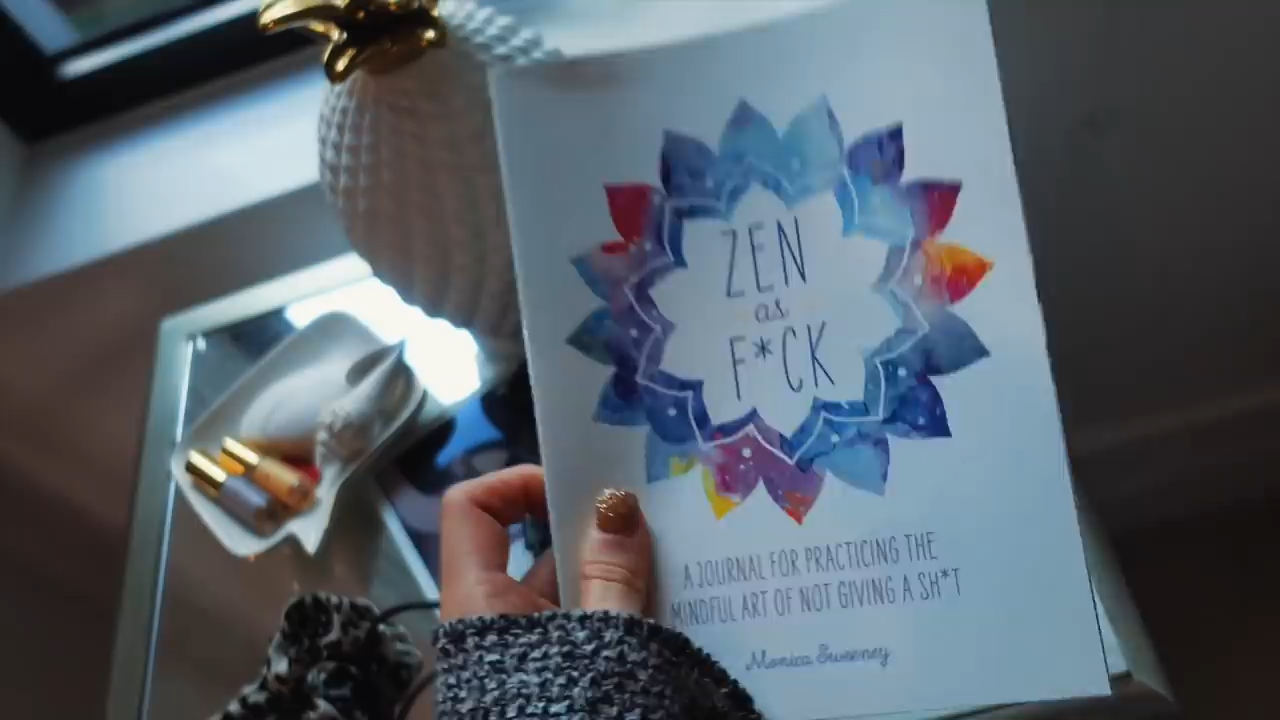 ZEN
as
F*CK
A JOURNAL FOR PRACTICING THE
MINDFUL ART OF NOT GIVING A SH*T
Monica Sweeney